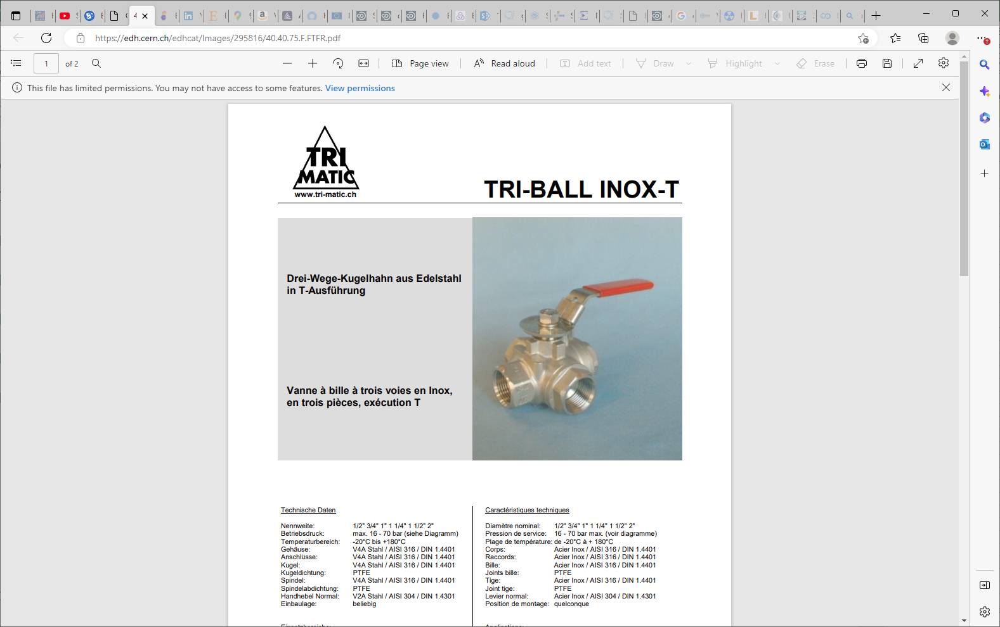 https://edh.cern.ch/edhcat/Images/295816/40.40.75.F.FTFR.pdf
1 of 2 Page view Read aloud Add text Draw Highlight Erase
This file has limited permissions. You may not have access to some features. View permissions
TRI
MATIC
www.tri-matic.ch
TRI-BALL INOX-T
Drei-Wege-Kugelhahn aus Edelstahl
in T-Ausführung
Vanne à bille à trois voies en Inox,
en trois pièces, exécution T
Technische Daten
Nennweite: 1/2" 3/4" 1" 1 1/4" 1 1/2" 2"
Betriebsdruck: max. 16 - 70 bar (siehe Diagramm)
Temperaturbereich: -20°C bis +180°C
Gehäuse: V4A Stahl / AISI 316 / DIN 1.4401
Anschlüsse: V4A Stahl / AISI 316 / DIN 1.4401
Kugel: V4A Stahl / AISI 316 / DIN 1.4401
Kugeldichtung: PTFE
Spindel: V4A Stahl / AISI 316 / DIN 1.4401
Spindelabdichtung: PTFE
Handhebel Normal: V2A Stahl / AISI 304 / DIN 1.4301
Einbaulage: beliebig
Caractéristiques techniques
Diamètre nominal: 1/2" 3/4" 1" 1 1/4" 1 1/2" 2"
Pression de service: 16 - 70 bar max. (voir diagramme)
Plage de température: de -20°C à + 180°C
Corps: Acier Inox / AISI 316 / DIN 1.4401
Raccords: Acier Inox / AISI 316 / DIN 1.4401
Bille: Acier Inox / AISI 316 / DIN 1.4401
Joints bille: PTFE
Tige: Acier Inox / AISI 316 / DIN 1.4401
Joint tige: PTFE
Levier normal: Acier Inox / AISI 304 / DIN 1.4301
Position de montage: quelconque